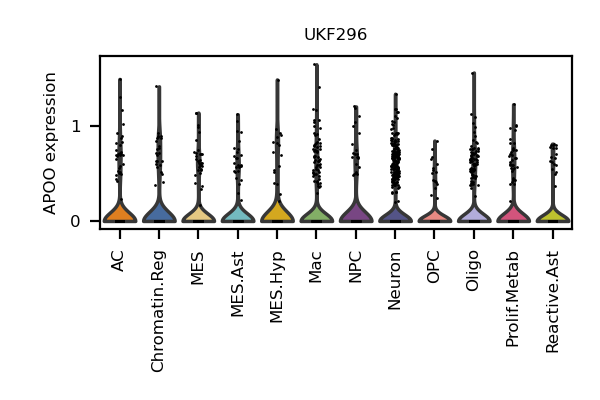 UKF296
APOO expression
1
0
AC
Chromatin.Reg
MES
MES.Ast
MES.Hyp
Mac
NPC
Neuron
OPC
Oligo
Prolif.Metab
Reactive.Ast